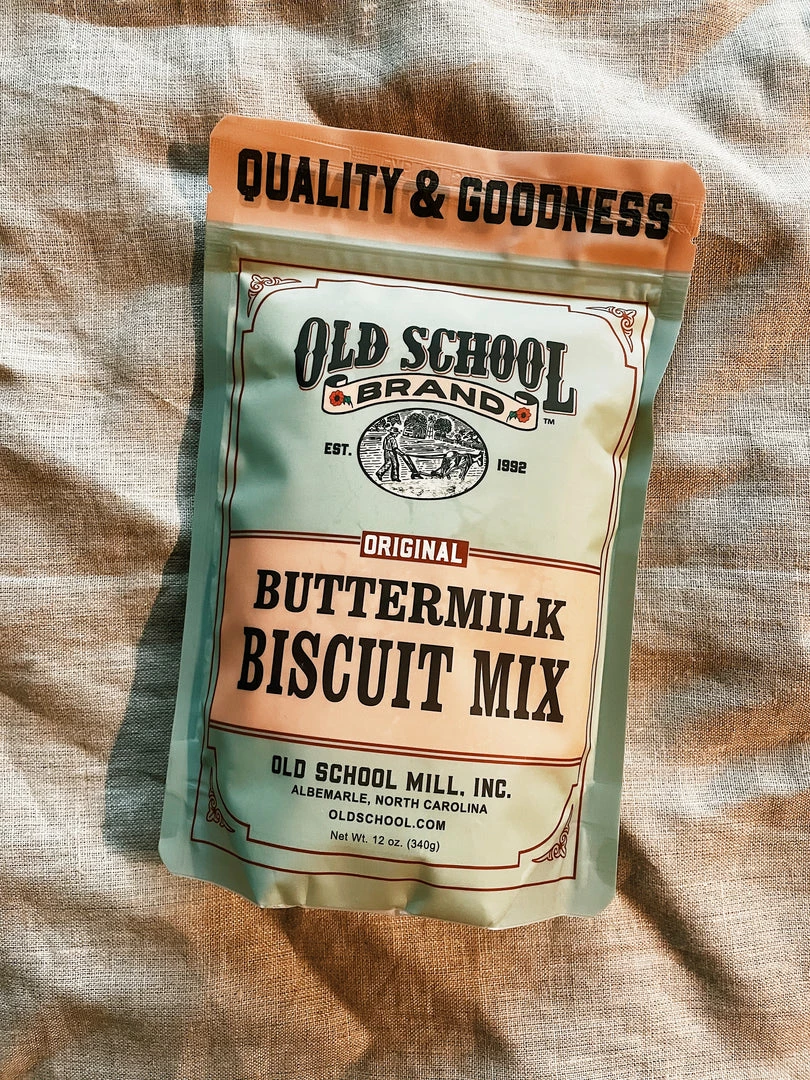 QUALITY & GOODNESS
OLD SCHOOL
BRAND
™
EST. 1992
ORIGINAL
BUTTERMILK
BISCUIT MIX
OLD SCHOOL MILL, INC.
ALBEMARLE, NORTH CAROLINA
OLDSCHOOL.COM
Net Wt. 12 oz. (340g)